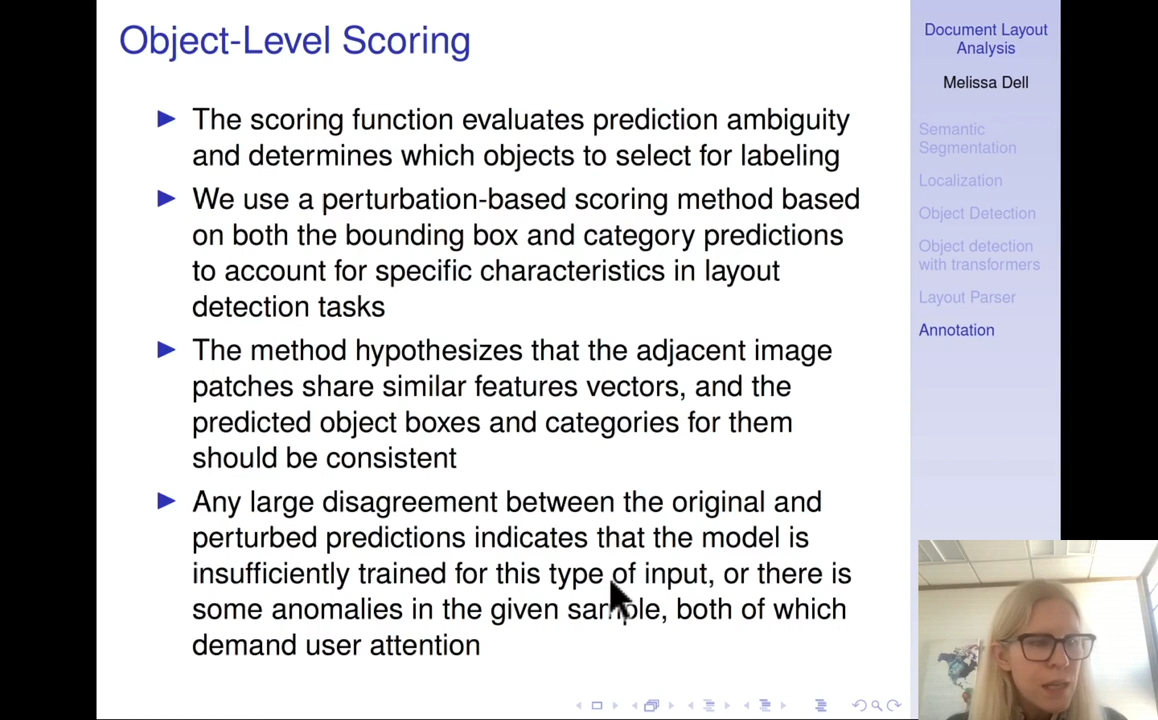 Object-Level Scoring
The scoring function evaluates prediction ambiguity
and determines which objects to select for labeling
We use a perturbation-based scoring method based
on both the bounding box and category predictions
to account for specific characteristics in layout
detection tasks
The method hypothesizes that the adjacent image
patches share similar features vectors, and the
predicted object boxes and categories for them
should be consistent
Any large disagreement between the original and
perturbed predictions indicates that the model is
insufficiently trained for this type of input, or there is
some anomalies in the given sample, both of which
demand user attention
Document Layout
Analysis
Melissa Dell
Semantic
Segmentation
Localization
Object Detection
Object detection
with transformers
Layout Parser
Annotation